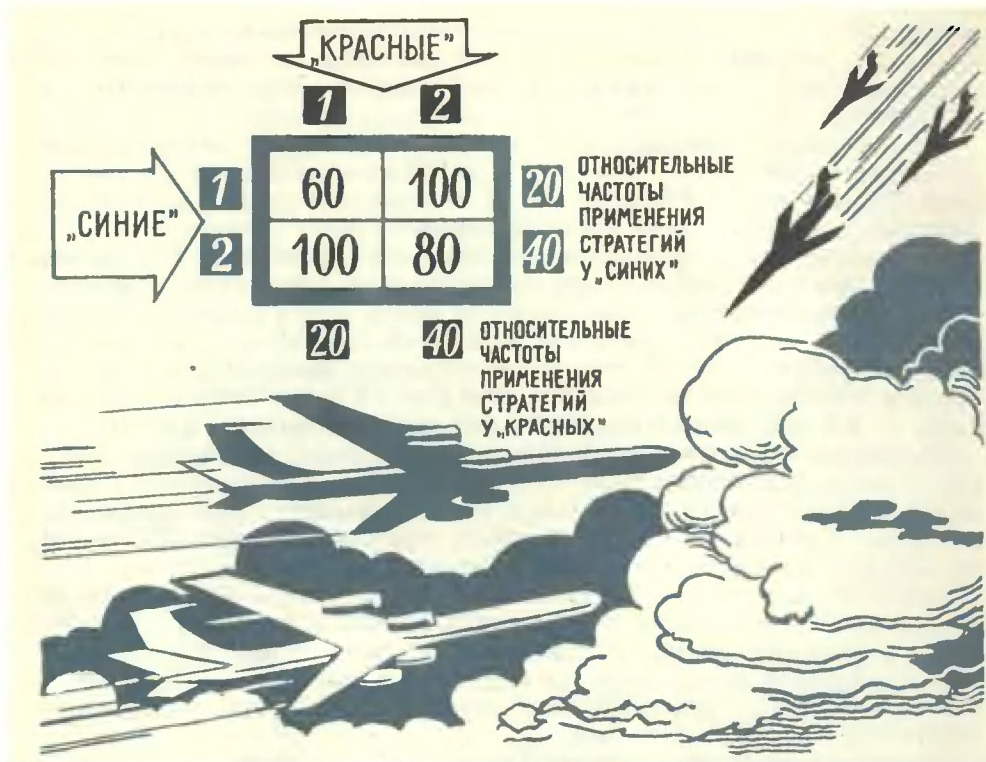 „КРАСНЫЕ"
1 2
„СИНИЕ"
1 60 100 20
2 100 80 40
ОТНОСИТЕЛЬНЫЕ
ЧАСТОТЫ
ПРИМЕНЕНИЯ
СТРАТЕГИЙ
У„СИНИХ"
20 40
ОТНОСИТЕЛЬНЫЕ
ЧАСТОТЫ
ПРИМЕНЕНИЯ
СТРАТЕГИЙ
У„КРАСНЫХ"